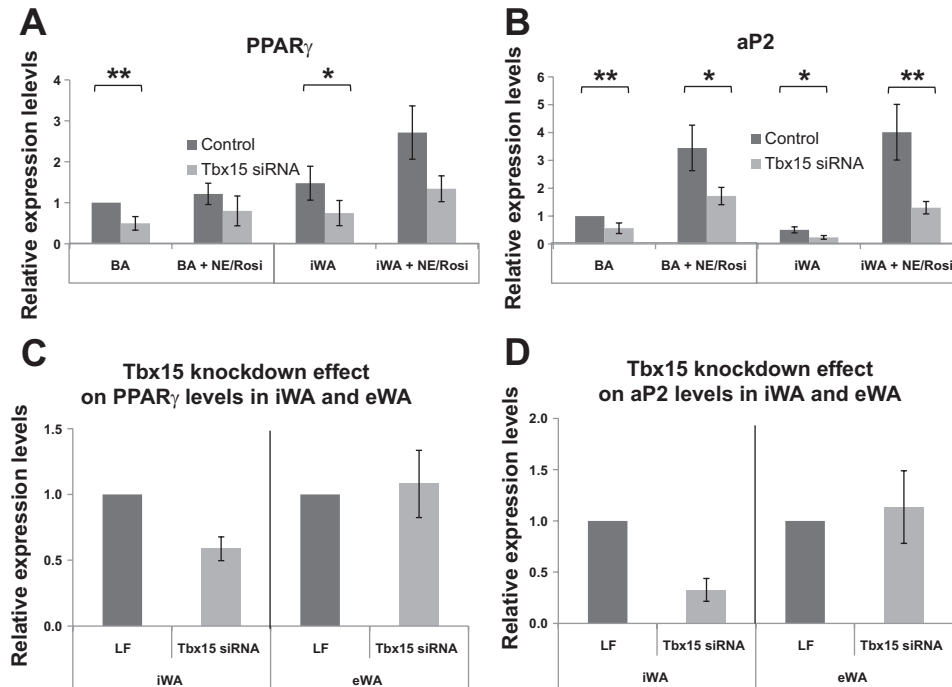 A
PPARγ
Relative expression lelevls
4
3
2
1
0
**
*
Control
Tbx15 siRNA
BA
BA + NE/Rosi
iWA
iWA + NE/Rosi
B
aP2
Relative expression levels
6
5
4
3
2
1
0
**
*
*
**
Control
Tbx15 siRNA
BA
BA + NE/Rosi
iWA
iWA + NE/Rosi
C
Tbx15 knockdown effect
on PPARγ levels in iWA and eWA
Relative expression levels
1.5
1.0
0.5
0.0
LF
Tbx15 siRNA
LF
Tbx15 siRNA
iWA
eWA
D
Tbx15 knockdown effect
on aP2 levels in iWA and eWA
Relative expression levels
2.0
1.5
1.0
0.5
0.0
LF
Tbx15 siRNA
LF
Tbx15 siRNA
iWA
eWA